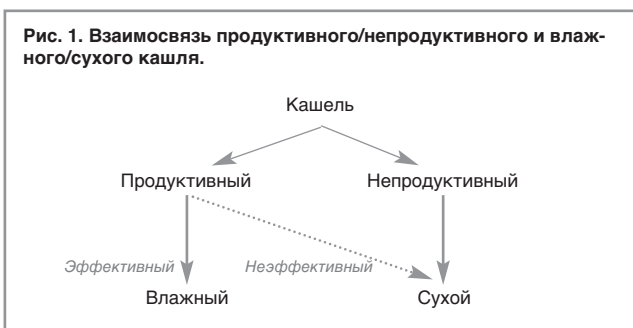 Рис. 1. Взаимосвязь продуктивного/непродуктивного и влаж-
ного/сухого кашля.
Кашель
Продуктивный Непродуктивный
Эффективный Неэффективный
Влажный Сухой